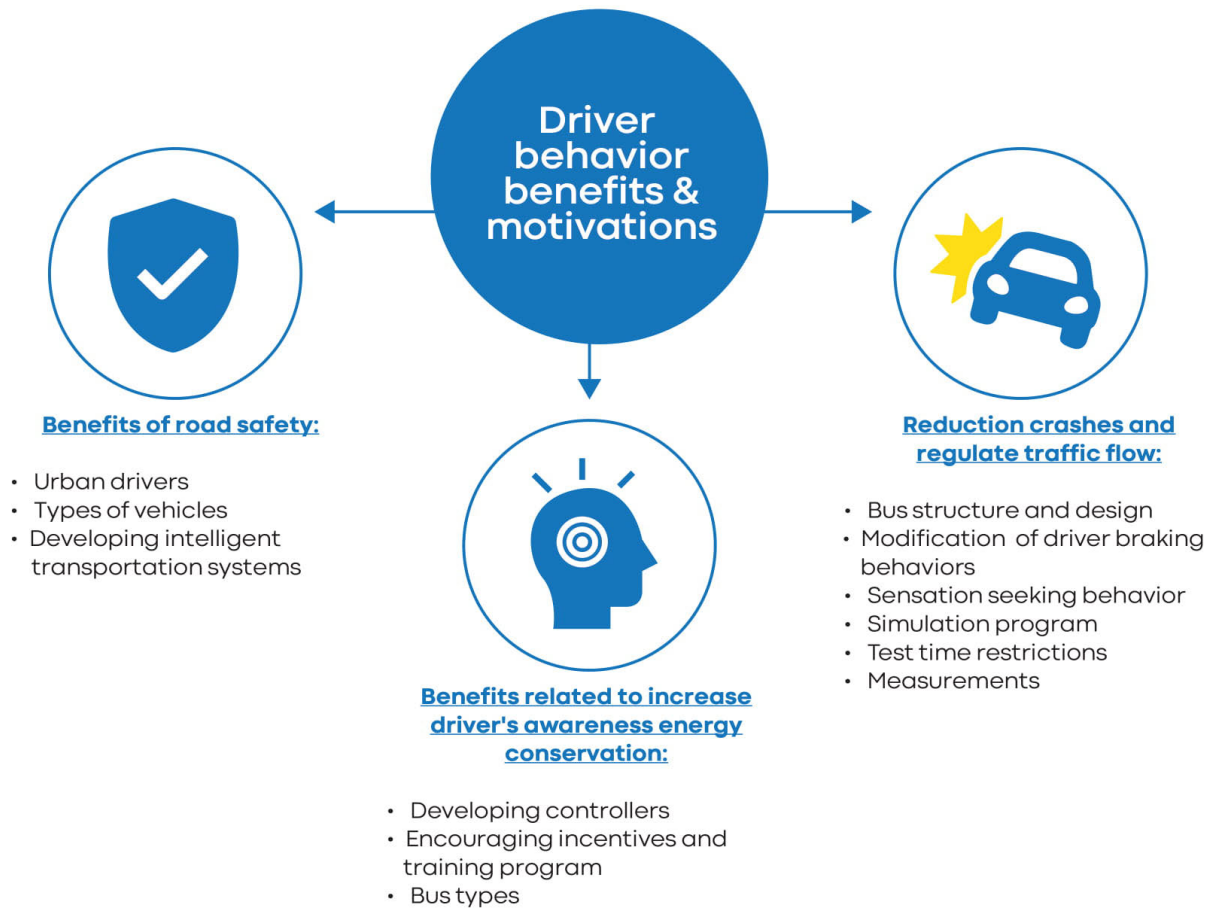 Driver
behavior
benefits &
motivations
Benefits of road safety:
• Urban drivers
• Types of vehicles
• Developing intelligent
transportation systems
Benefits related to increase
driver's awareness energy
conservation:
• Developing controllers
• Encouraging incentives and
training program
• Bus types
Reduction crashes and
regulate traffic flow:
• Bus structure and design
• Modification of driver braking
behaviors
• Sensation seeking behavior
• Simulation program
• Test time restrictions
• Measurements